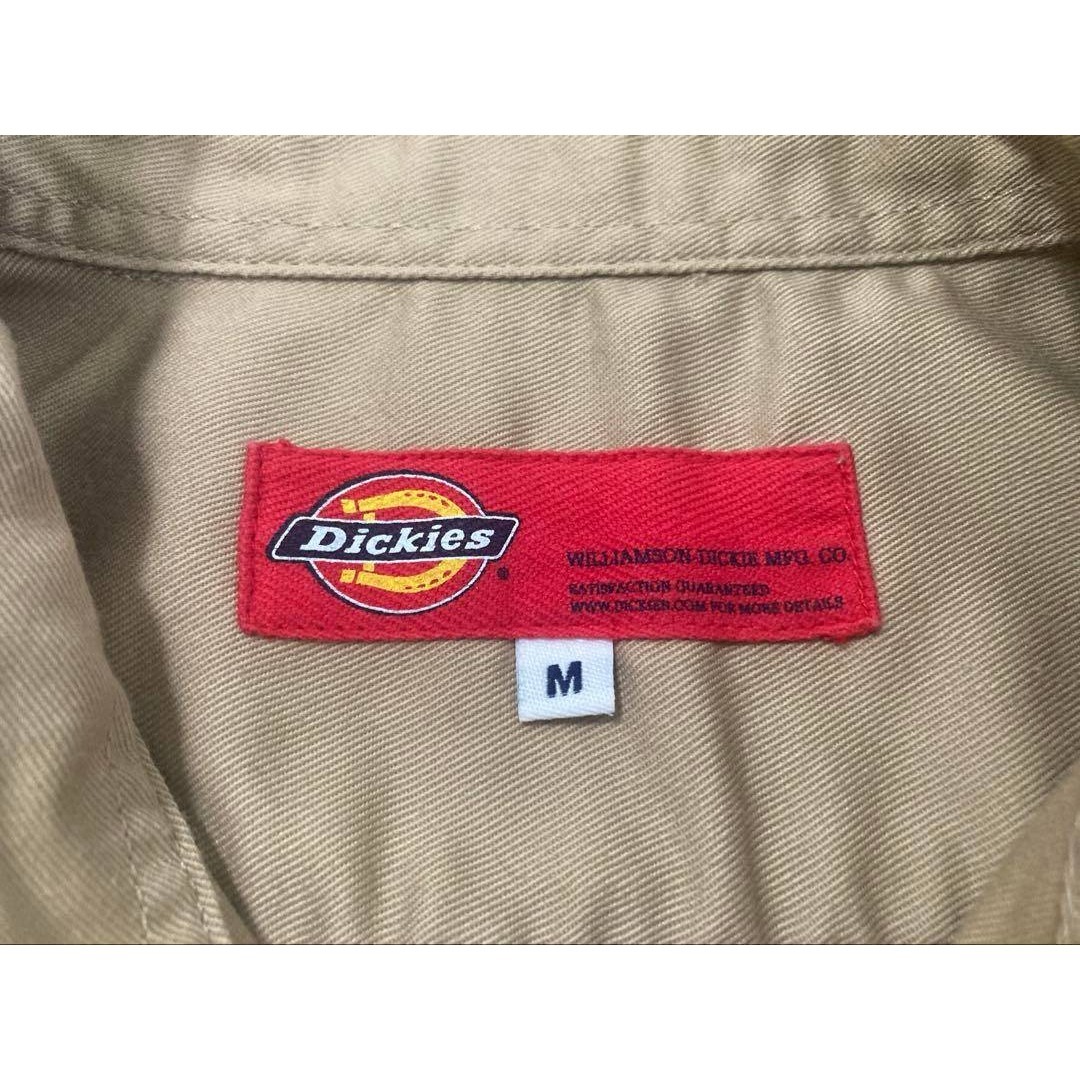 Dickies
WILLIAMSON-DICKIE MFG. CO.
SATISFACTION GUARANTEED
WWW.DICKIES.COM FOR MORE DETAILS
M